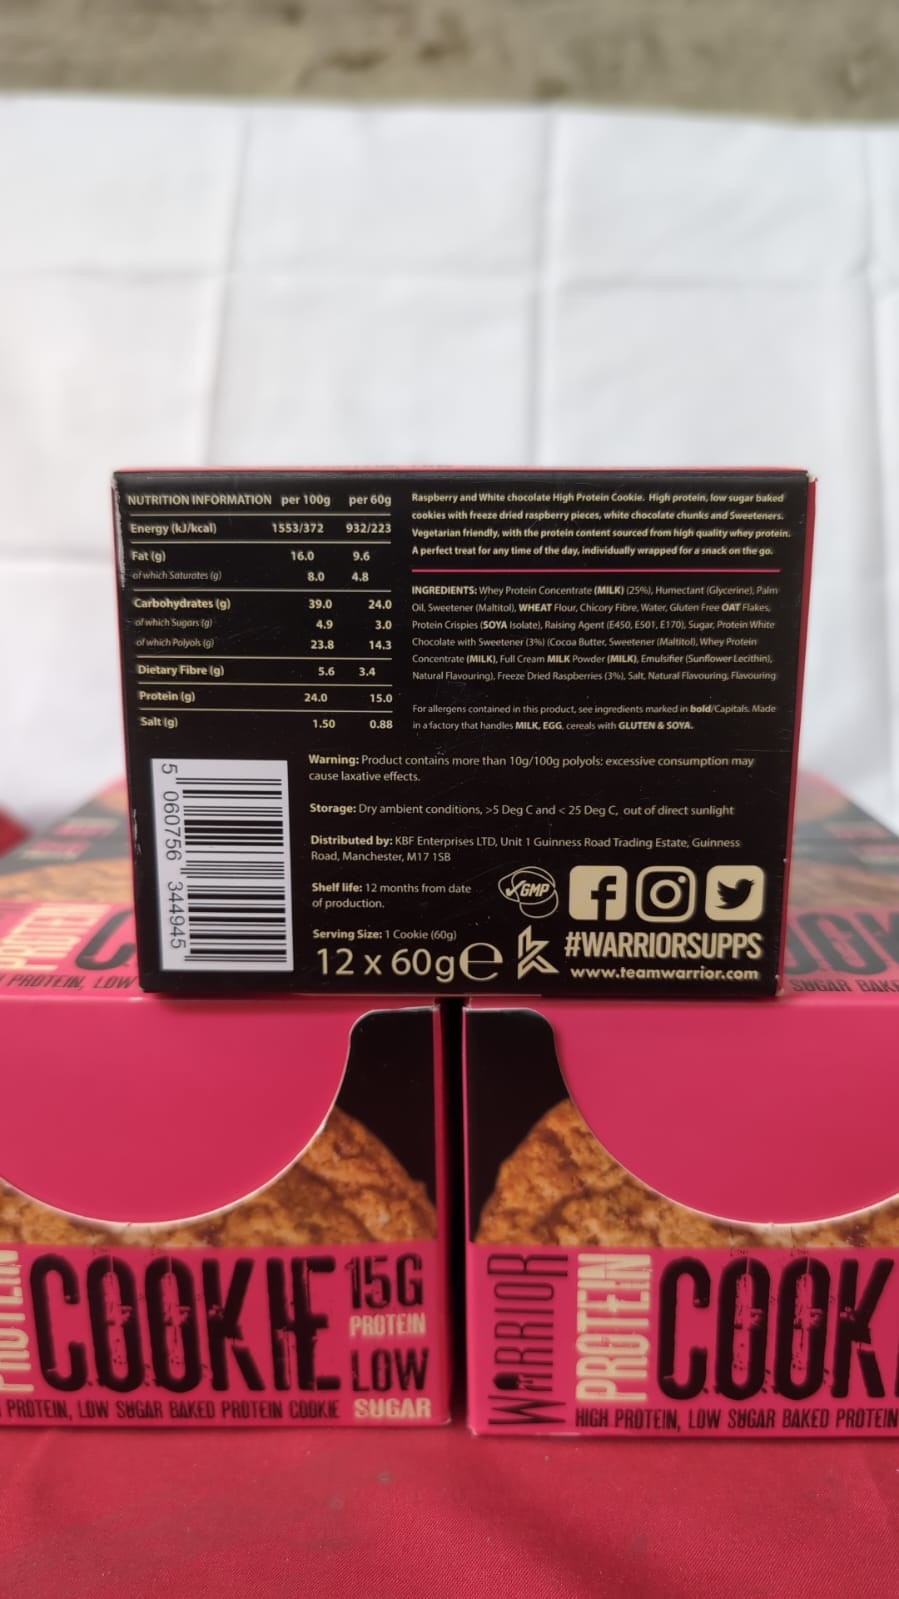 NUTRITION INFORMATION per 100g per 60g
Energy (kJ/kcal) 1553/372 932/223
Fat (g) 16.0 9.6
of which Saturates (g) 8.0 4.8
Carbohydrates (g) 39.0 24.0
of which Sugars (g) 4.9 3.0
of which Polyols (g) 23.8 14.3
Dietary Fibre (g) 5.6 3.4
Protein (g) 24.0 15.0
Salt (g) 1.50 0.88
Raspberry and White chocolate High Protein Cookie. High protein, low sugar baked
cookies with freeze dried raspberry pieces, white chocolate chunks and Sweeteners.
Vegetarian friendly, with the protein content sourced from high quality whey protein.
A perfect treat for any time of the day, individually wrapped for a snack on the go.
INGREDIENTS: Whey Protein Concentrate (MILK) (25%), Humectant (Glycerine), Palm
Oil, Sweetener (Maltitol), WHEAT Flour, Chicory Fibre, Water, Gluten Free OAT Flakes,
Protein Crispies (SOYA Isolate), Raising Agent (E450, E501, E170), Sugar, Protein White
Chocolate with Sweetener (3%) (Cocoa Butter, Sweetener (Maltitol), Whey Protein
Concentrate (MILK), Full Cream MILK Powder (MILK), Emulsifier (Sunflower Lecithin),
Natural Flavouring), Freeze Dried Raspberries (3%), Salt, Natural Flavouring, Flavouring
For allergens contained in this product, see ingredients marked in bold/Capitals. Made
in a factory that handles MILK, EGG, cereals with GLUTEN & SOYA.
Warning: Product contains more than 10g/100g polyols: excessive consumption may
cause laxative effects.
Storage: Dry ambient conditions, >5 Deg C and < 25 Deg C, out of direct sunlight
Distributed by: KBF Enterprises LTD, Unit 1 Guinness Road Trading Estate, Guinness
Road, Manchester, M17 1SB
Shelf life: 12 months from date
of production.
GMP
Serving Size: 1 Cookie (60g)
12 x 60g e
#WARRIORSUPPS
www.teamwarrior.com
5 060756 344945
PROTEIN
PROTEIN, LOW
SUGAR BAKE
PROTEIN
COOKIE
15G
PROTEIN
LOW
SUGAR
PROTEIN, LOW SUGAR BAKED PROTEIN COOKIE
WARRIOR
PROTEIN
COOK
HIGH PROTEIN, LOW SUGAR BAKED PROTEIN